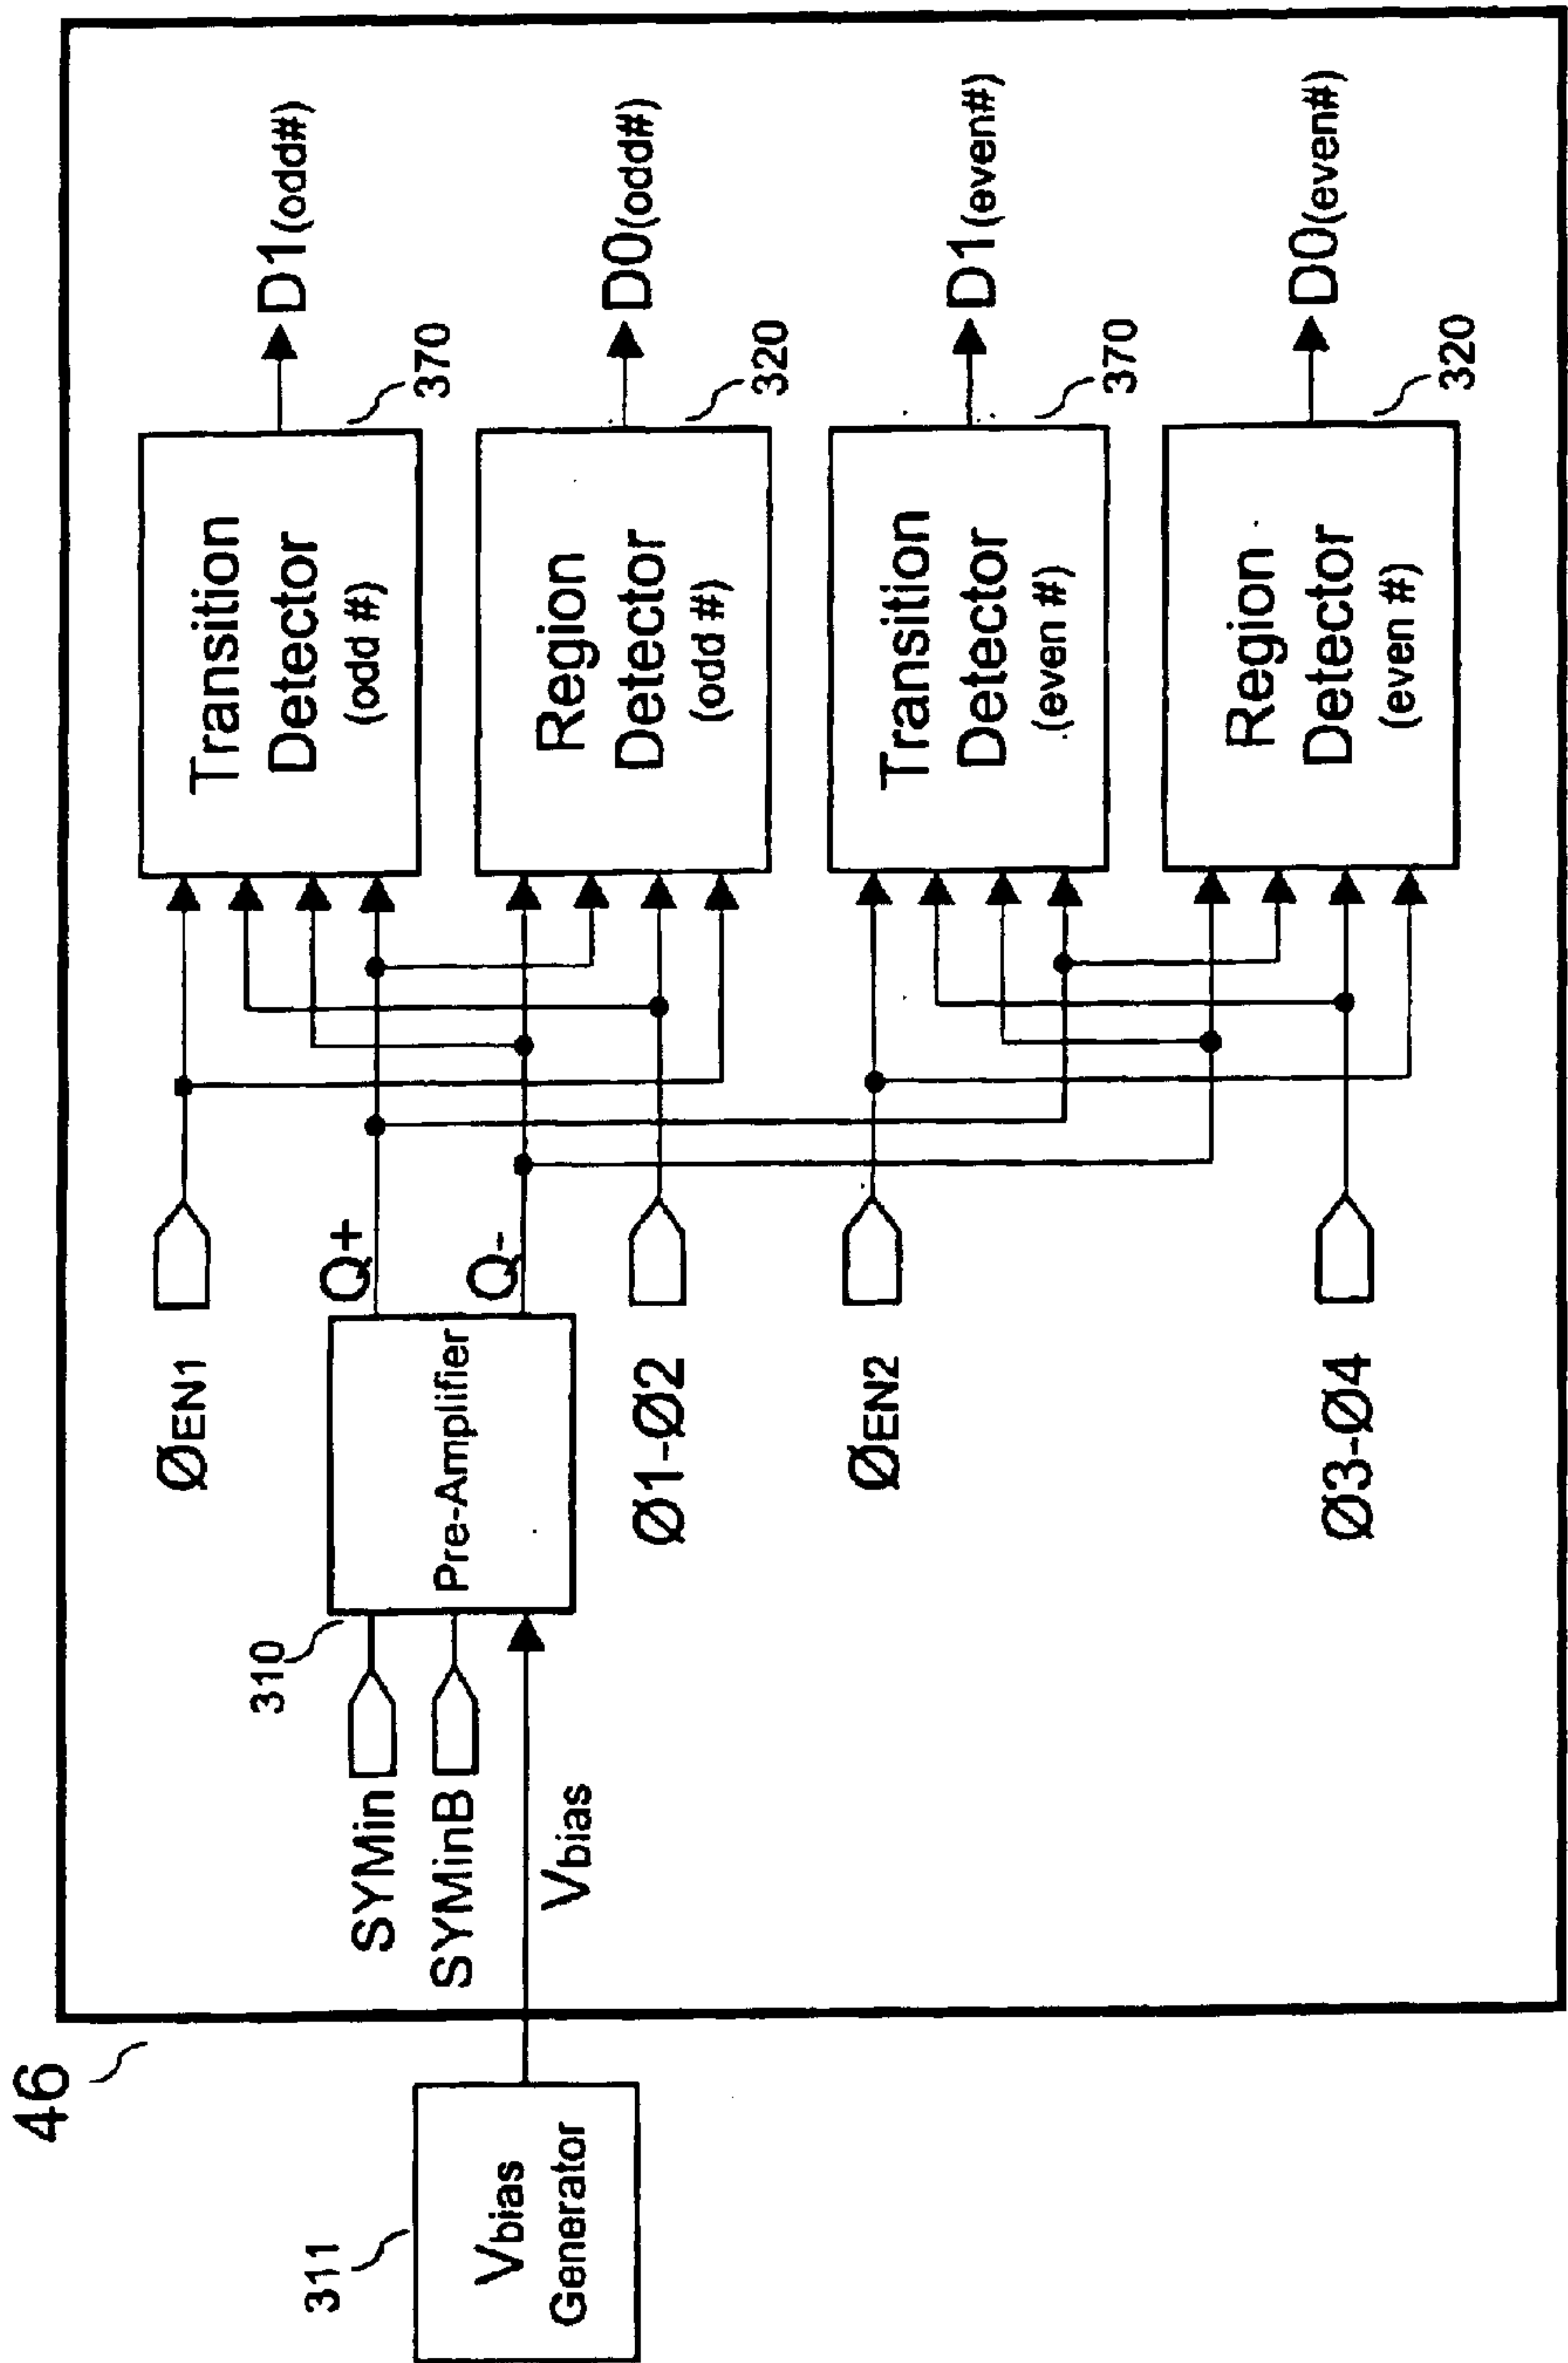 46
311
Vbias
Generator
Vbias
SYMin
SYMinB
310
Pre-Amplifier
Q+
Q-
ØEN1
Ø1-Ø2
ØEN2
Ø3-Ø4
Transition
Detector
(odd #)
370
D1(odd#)
Region
Detector
(odd #)
320
D0(odd#)
Transition
Detector
(even #)
370
D1(even#)
Region
Detector
(even #)
320
D0(even#)